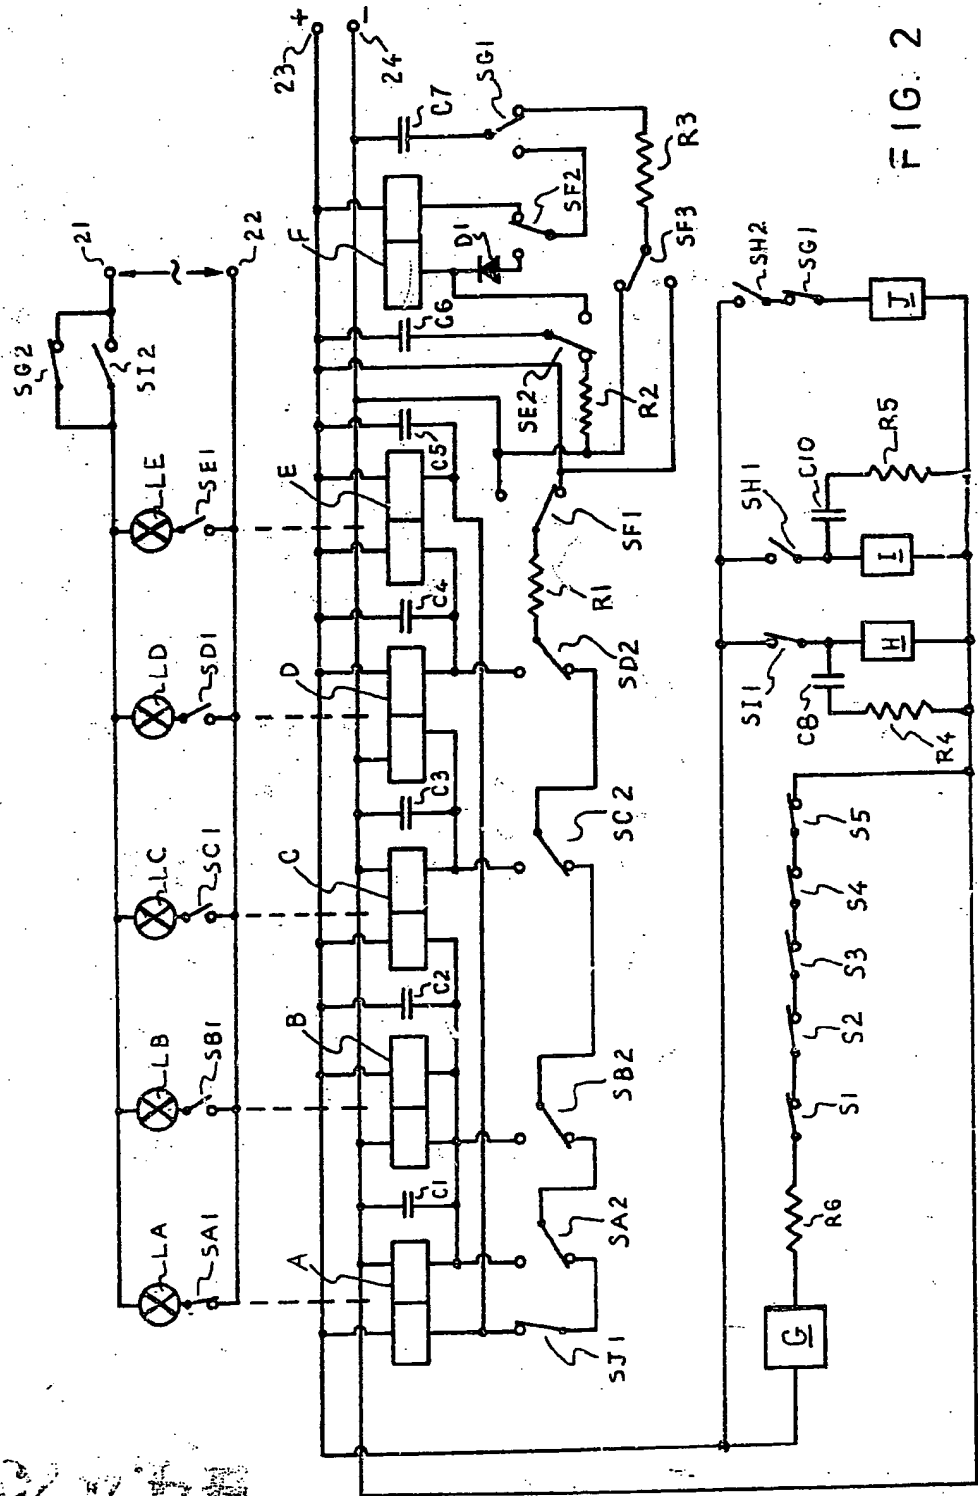 SG2
21
SI2
22
LA
LB
LC
LD
LE
SA1
SB1
SC1
SD1
SE1
23 +
24 -
A
B
C
D
E
F
C1
C2
C3
C4
C5
C6
C7
D1
SG1
SF2
SE2
R2
SF3
R3
SJ1
SA2
SB2
SC2
SD2
R1
SF1
G
R6
S1
S2
S3
S4
S5
SI1
C8
R4
H
SH1
C10
I
R5
SH2
SG1
J
FIG. 2